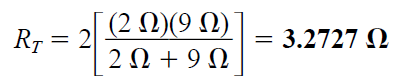 R_T = 2[(2 Ω)(9 Ω) / 2 Ω + 9 Ω] = 3.2727 Ω